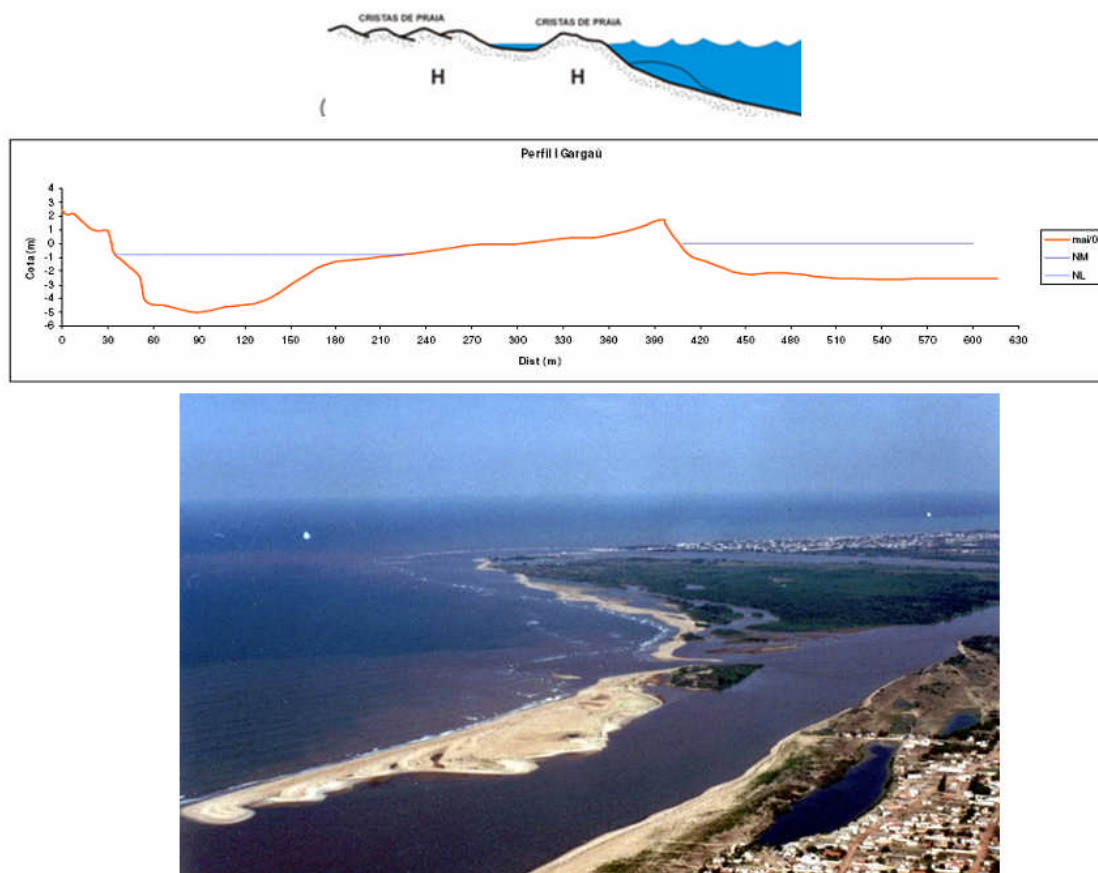 CRISTAS DE PRAIA CRISTAS DE PRAIA
H H
(
Perfil I Gargaú
Cota (m)
4
3
2
1
0
-1
-2
-3
-4
-5
-6
0 30 60 90 120 150 180 210 240 270 300 330 360 390 420 450 480 510 540 570 600 630
Dist (m)
mai/0
NM
NL